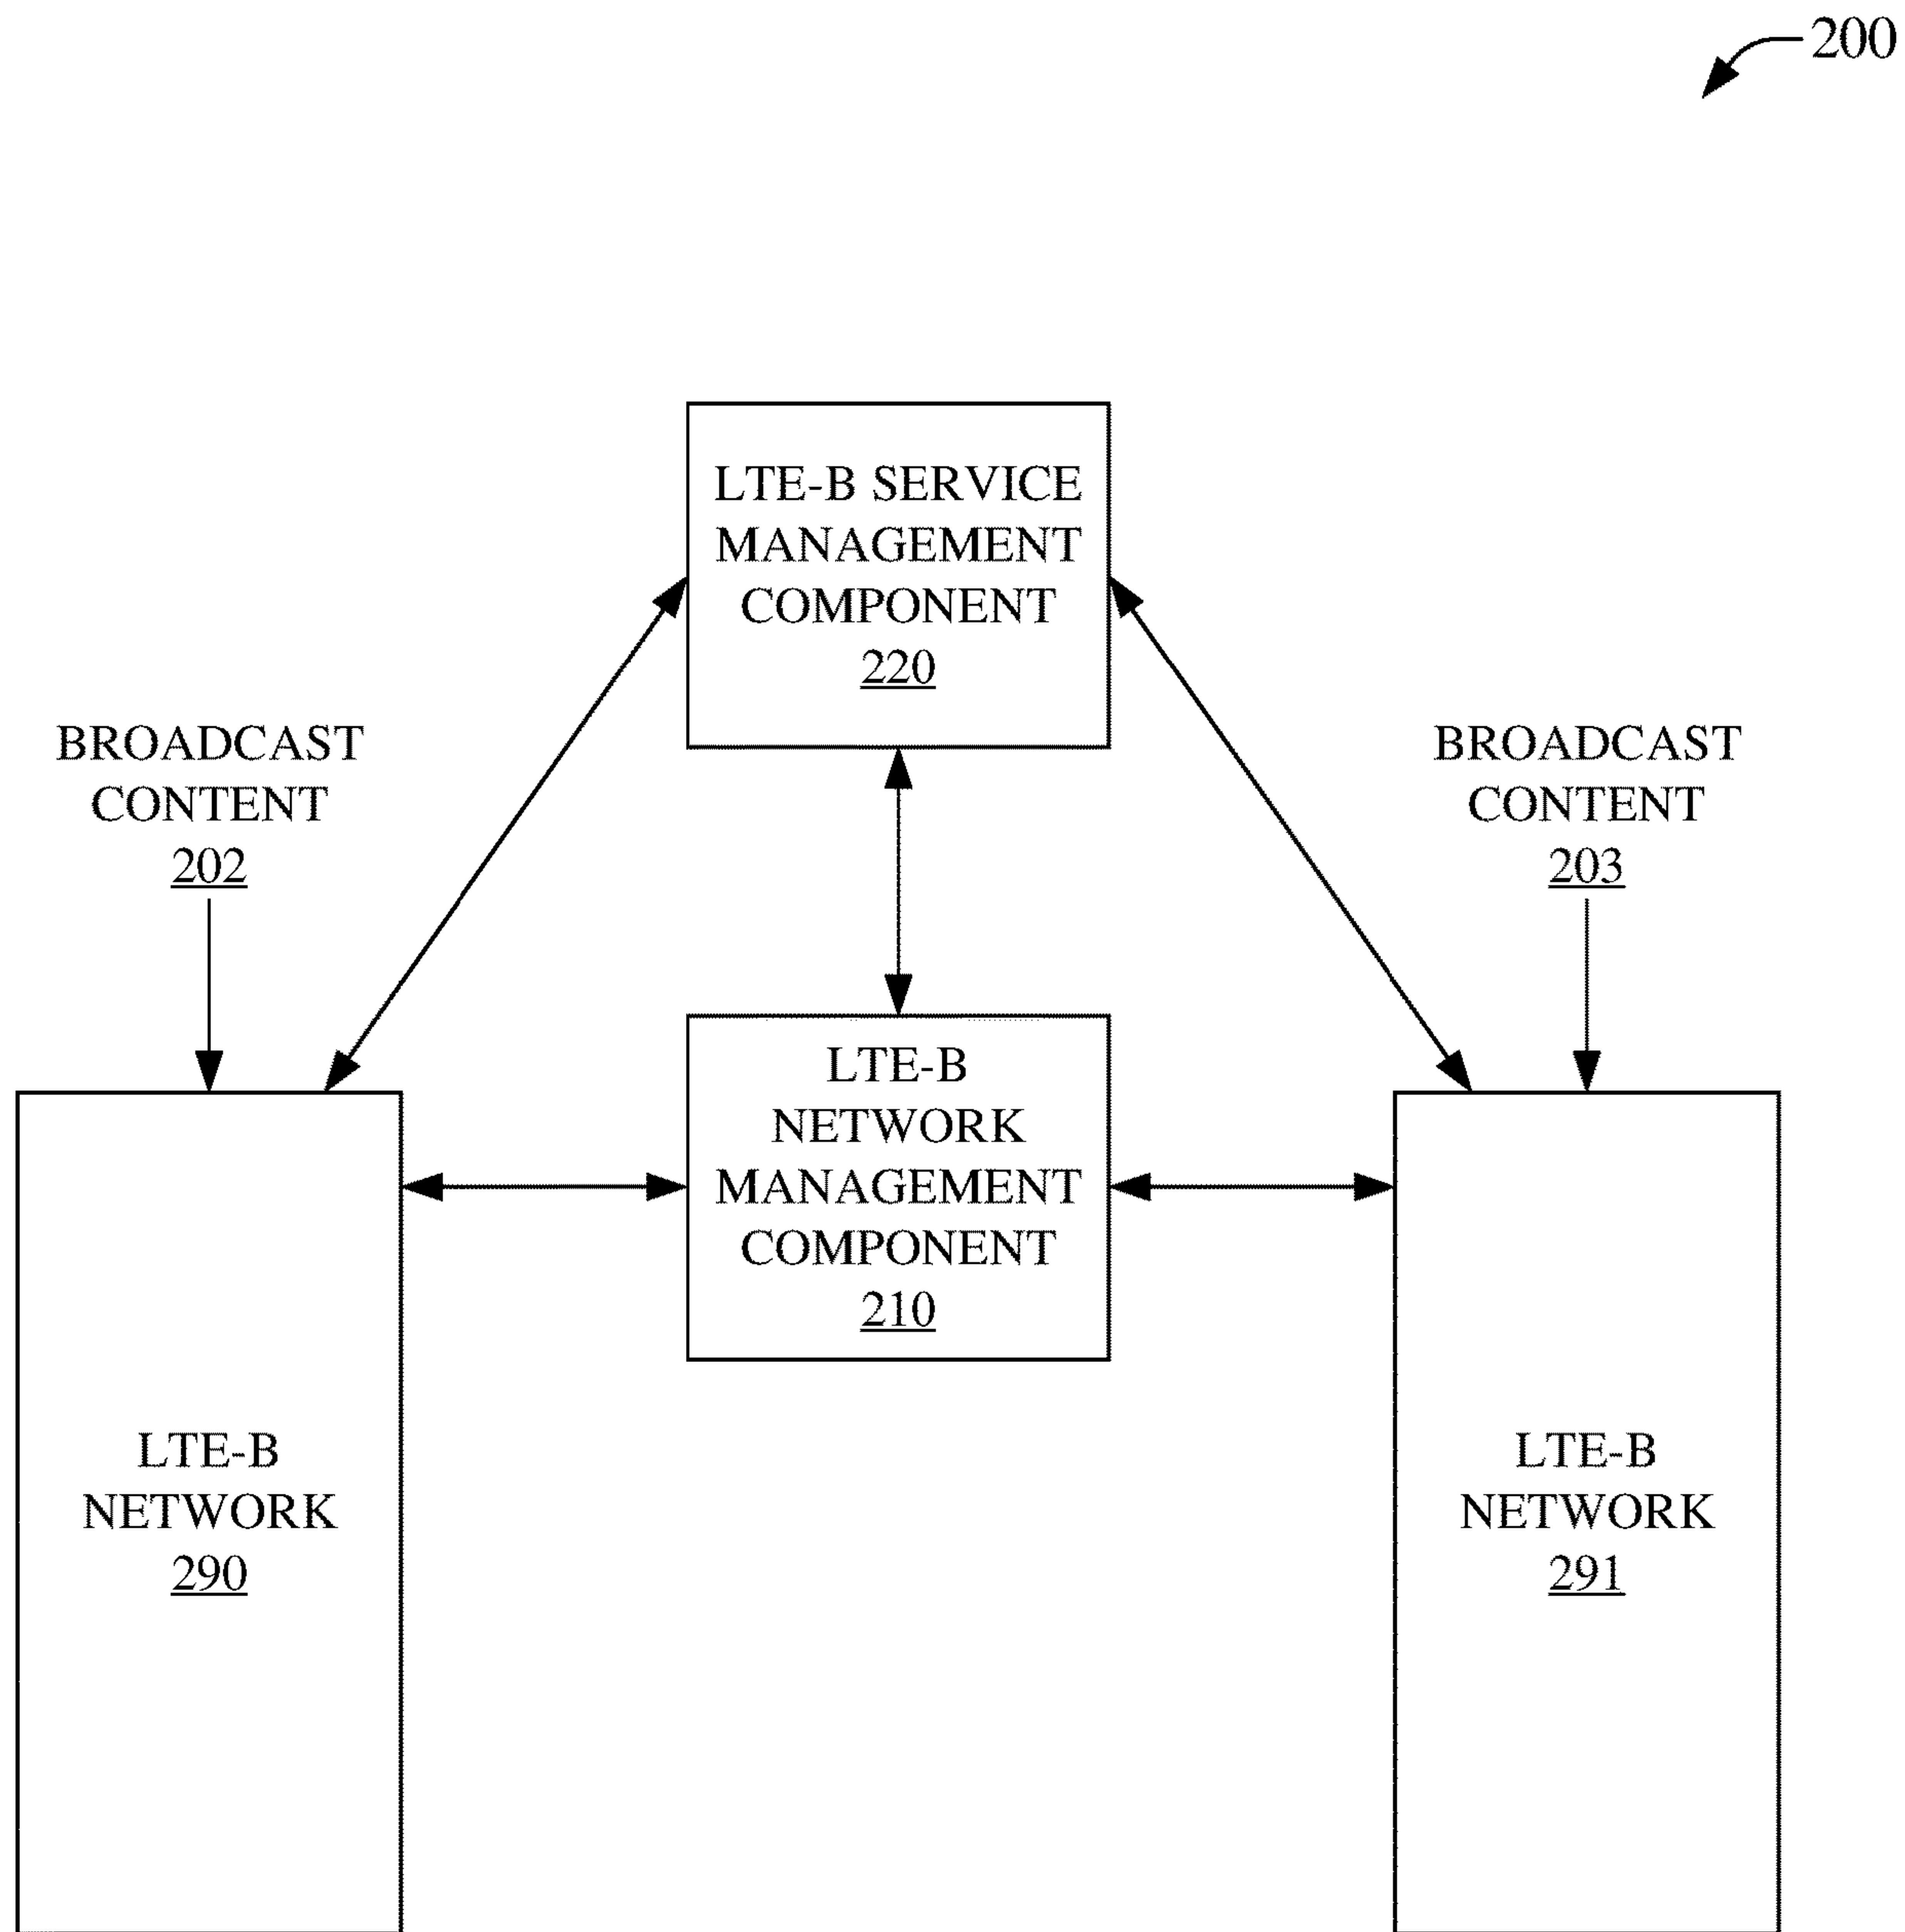 200
LTE-B SERVICE
MANAGEMENT
COMPONENT
220
BROADCAST
CONTENT
202
BROADCAST
CONTENT
203
LTE-B
NETWORK
MANAGEMENT
COMPONENT
210
LTE-B
NETWORK
290
LTE-B
NETWORK
291